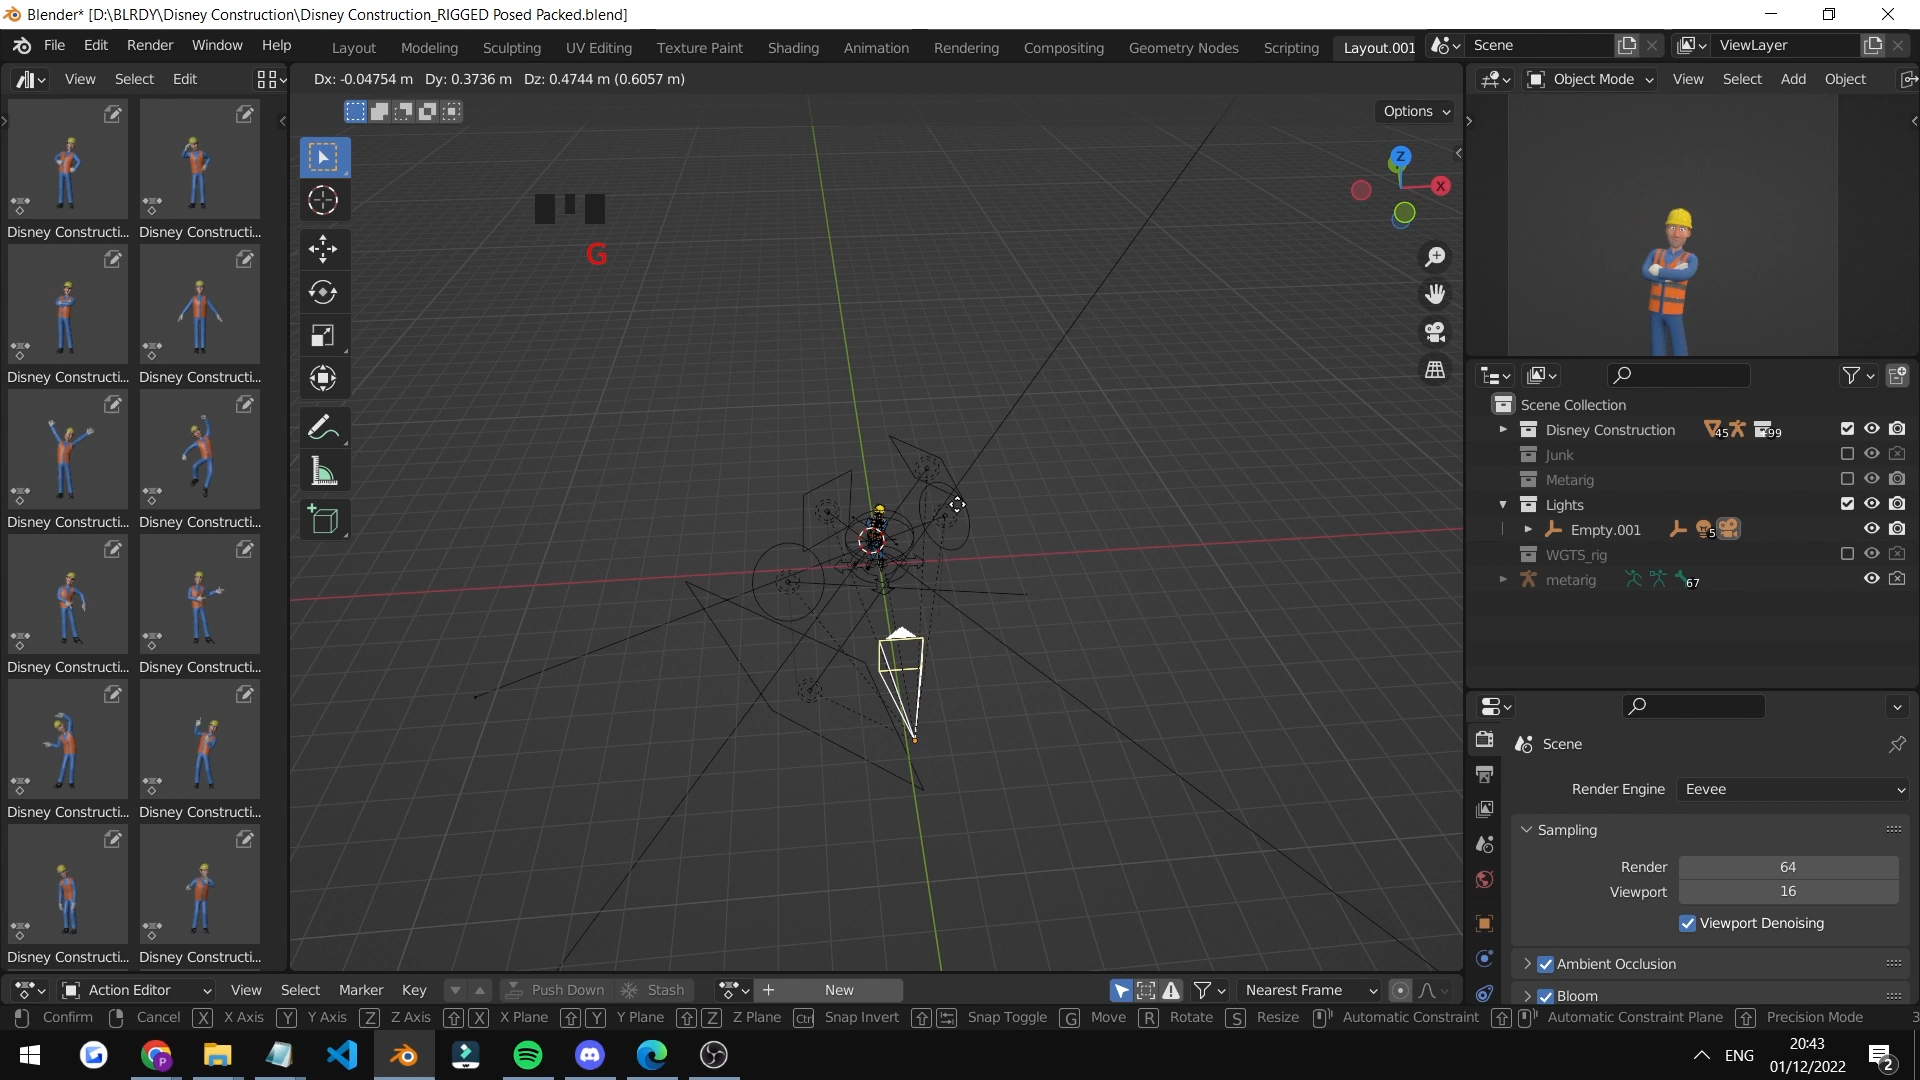 Blender* [D:\BLRDY\Disney Construction\Disney Construction_RIGGED Posed Packed.blend]
File Edit Render Window Help Layout Modeling Sculpting UV Editing Texture Paint Shading Animation Rendering Compositing Geometry Nodes Scripting Layout.001 Scene ViewLayer
View Select Edit Dx: -0.04754 m Dy: 0.3736 m Dz: 0.4744 m (0.6057 m) Object Mode View Select Add Object
Options
Z
X
G
Disney Constructi... Disney Constructi...
Disney Constructi... Disney Constructi...
Disney Constructi... Disney Constructi...
Disney Constructi... Disney Constructi...
Disney Constructi... Disney Constructi...
Disney Constructi... Disney Constructi...
Scene Collection
Disney Construction 45 99
Junk
Metarig
Lights
Empty.001 5
WGTS_rig
metarig 67
Scene
Render Engine Eevee
Sampling
Render 64
Viewport 16
Viewport Denoising
Ambient Occlusion
Bloom
Action Editor View Select Marker Key Push Down Stash New Nearest Frame
Confirm Cancel X X Axis Y Y Axis Z Z Axis X X Plane Y Y Plane Z Z Plane Ctrl Snap Invert Snap Toggle G Move R Rotate S Resize Automatic Constraint Automatic Constraint Plane Precision Mode 3
P ENG 20:43
01/12/2022 2